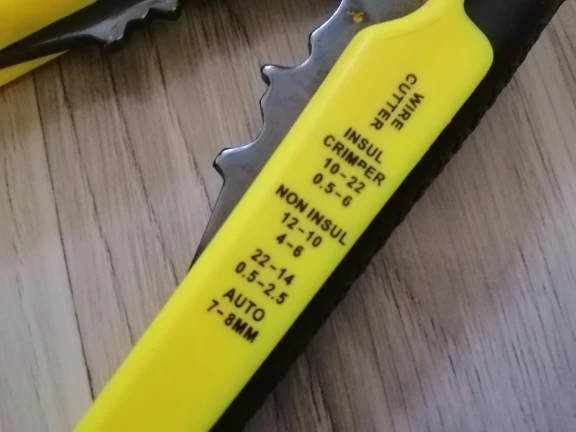 WIRE
CUTTER
INSUL
CRIMPER
10-22
0.5-6
NON INSUL
12-10
4-6
22-14
0.5-2.5
AUTO
7-8MM